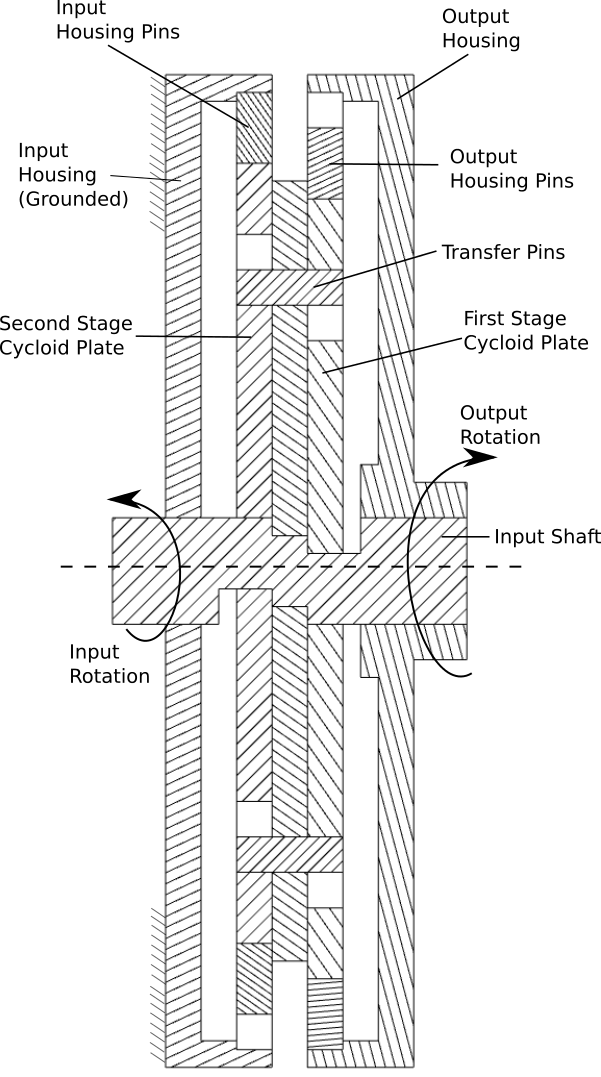 Input
Housing Pins
Output
Housing
Input
Housing
(Grounded)
Output
Housing Pins
Transfer Pins
Second Stage
Cycloid Plate
First Stage
Cycloid Plate
Output
Rotation
Input Shaft
Input
Rotation